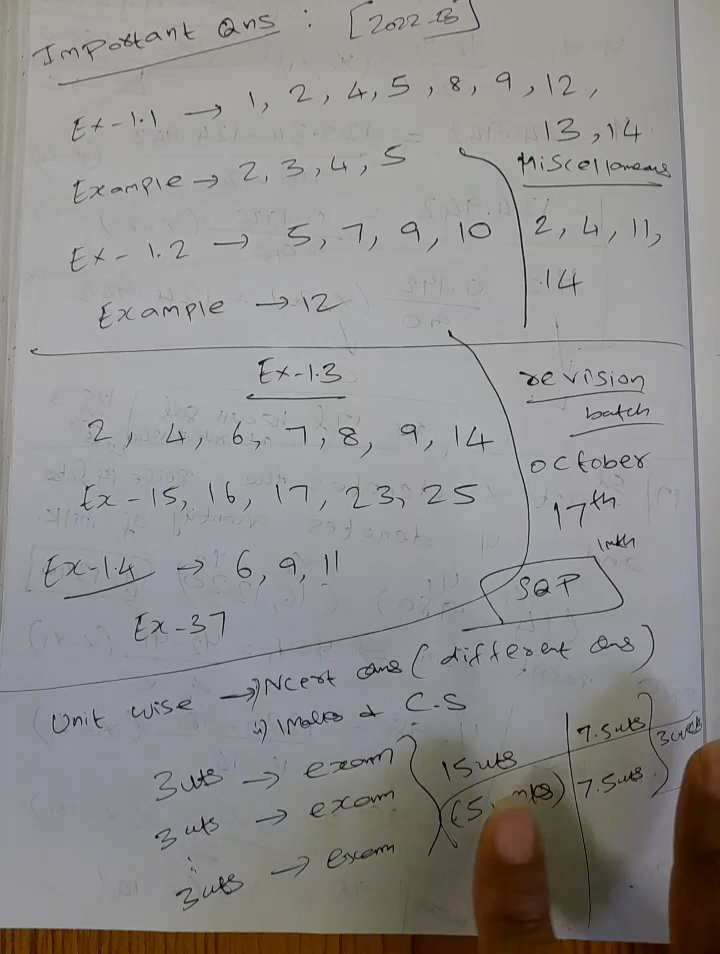 Important Qns : [2022-23]
Ex-1.1 → 1, 2, 4, 5, 8, 9, 12,
13, 14
Example → 2, 3, 4, 5
Ex-1.2 → 5, 7, 9, 10
Example → 12
Miscellaneous
2, 4, 11,
14
Ex-1.3
2, 4, 6, 7, 8, 9, 14
Ex-15, 16, 17, 23, 25
Ex-1.4 → 6, 9, 11
Ex-37
revision
batch
october
17th
SQP
Unit wise → i) Ncert qns (different qns)
ii) 1 Marks & C.S
3 uts → exam
3 uts → exam
3 uts → exam
15 uts
7.5 uts
7.5 uts